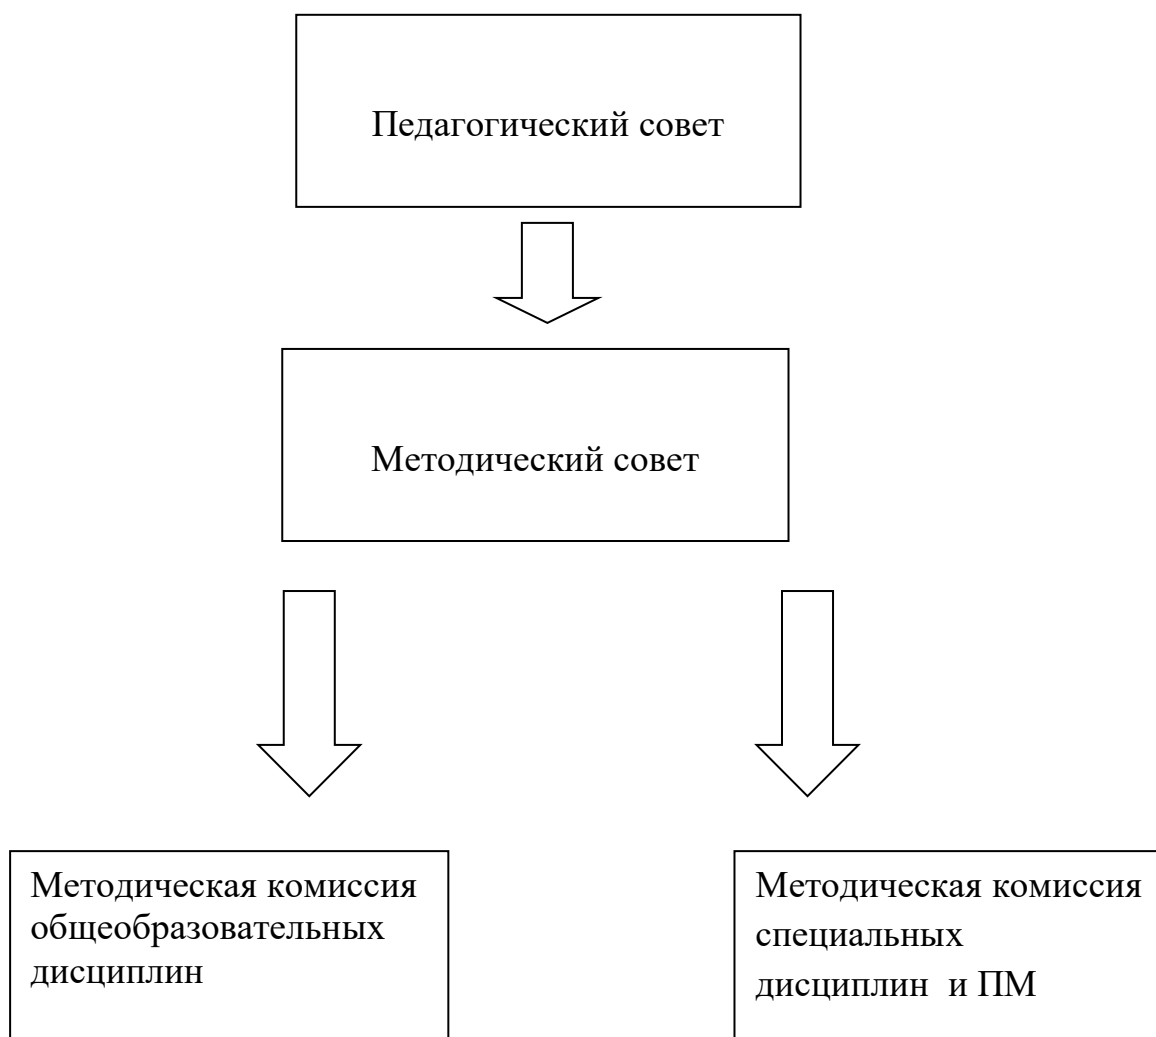 Педагогический совет
Методический совет
Методическая комиссия
общеобразовательных
дисциплин
Методическая комиссия
специальных
дисциплин  и ПМ